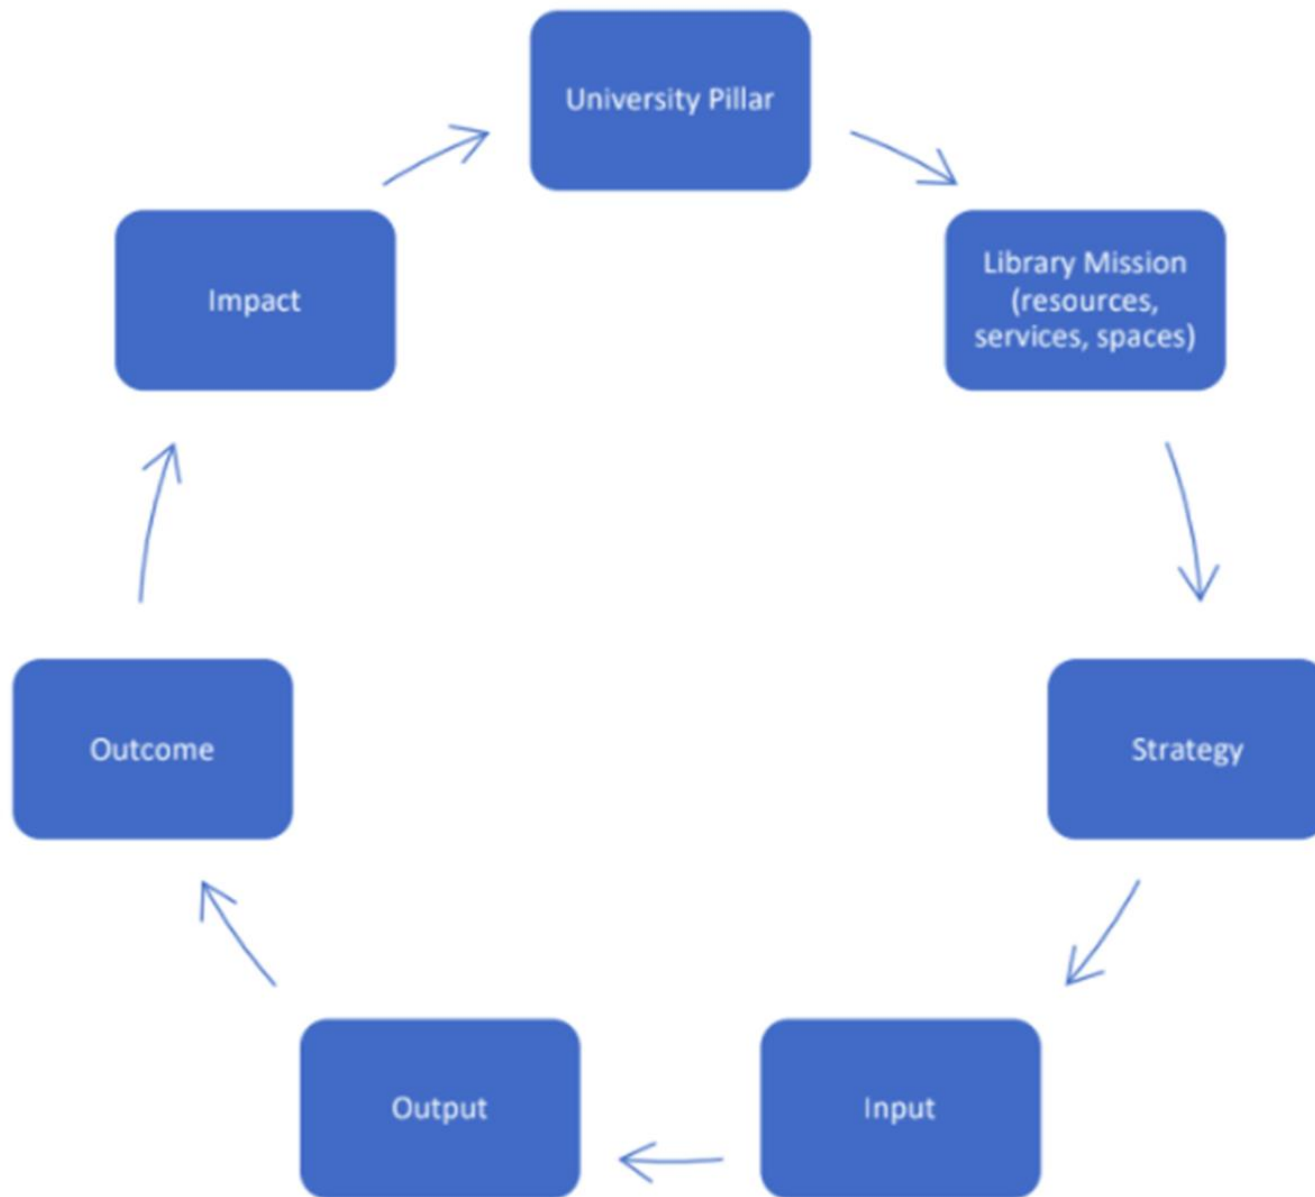 University Pillar
Library Mission
(resources,
services, spaces)
Impact
Strategy
Outcome
Input
Output